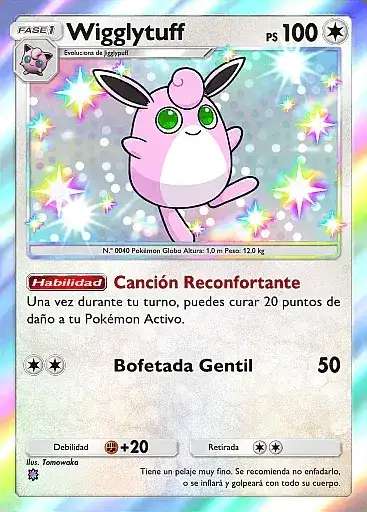 FASE 1
Wigglytuff
PS 100
Evoluciona de Jigglypuff
N.º 0040 Pokémon Globo Altura: 1,0 m Peso: 12,0 kg
Habilidad Canción Reconfortante
Una vez durante tu turno, puedes curar 20 puntos de
daño a tu Pokémon Activo.
Bofetada Gentil 50
Debilidad +20 Retirada
Ilus. Tomowaka
Tiene un pelaje muy fino. Se recomienda no enfadarlo,
o se inflará y golpeará con todo su cuerpo.